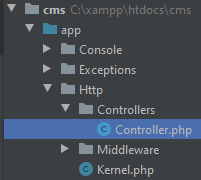 cms C:\xampp\htdocs\cms
app
Console
Exceptions
Http
Controllers
Controller.php
Middleware
Kernel.php